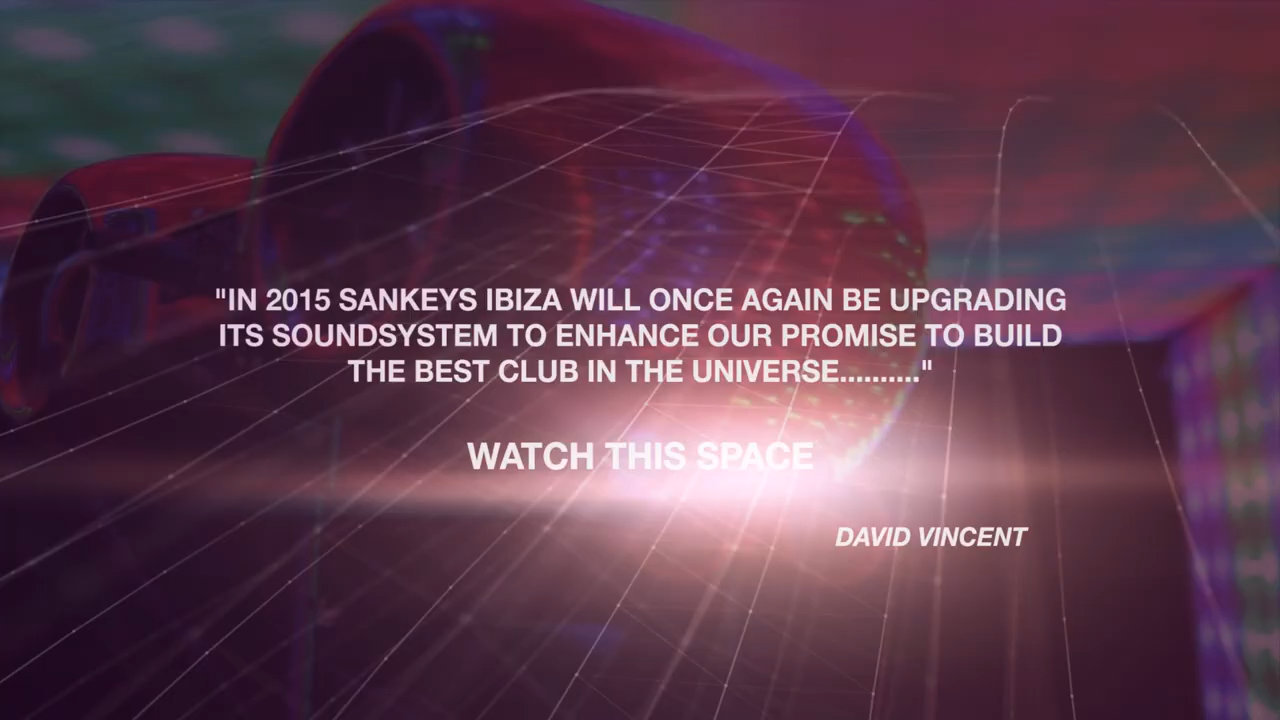 "IN 2015 SANKEYS IBIZA WILL ONCE AGAIN BE UPGRADING
ITS SOUNDSYSTEM TO ENHANCE OUR PROMISE TO BUILD
THE BEST CLUB IN THE UNIVERSE.........."
WATCH THIS SPACE
DAVID VINCENT